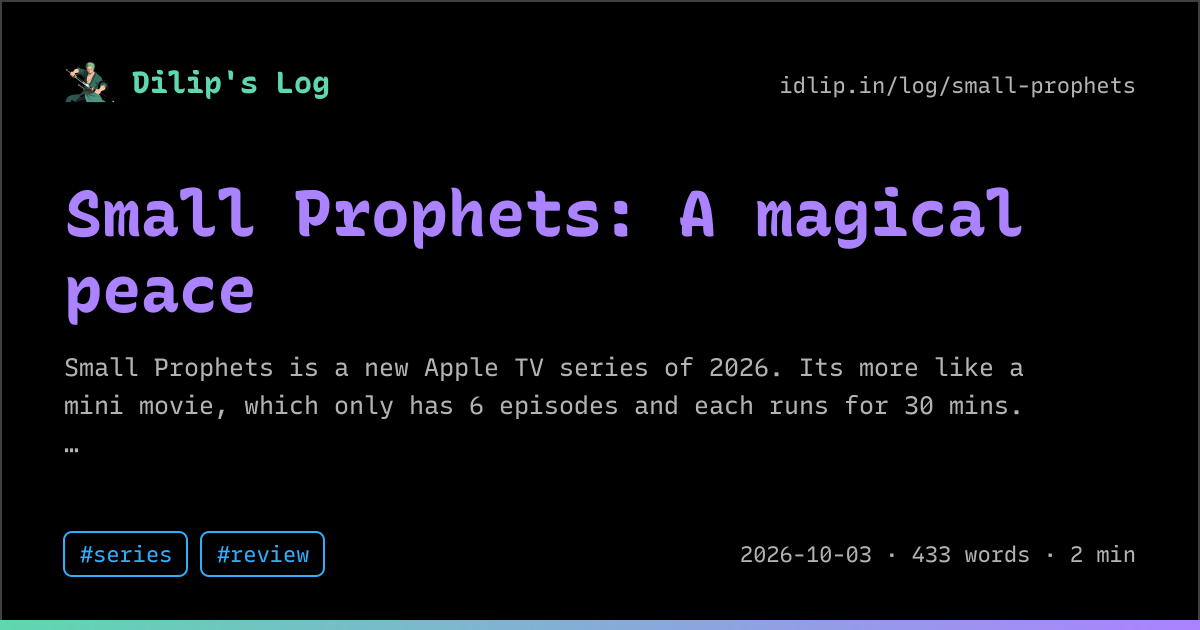 Dilip's Log
idlip.in/log/small-prophets
Small Prophets: A magical
peace
Small Prophets is a new Apple TV series of 2026. Its more like a
mini movie, which only has 6 episodes and each runs for 30 mins.
…
#series
#review
2026-10-03 · 433 words · 2 min